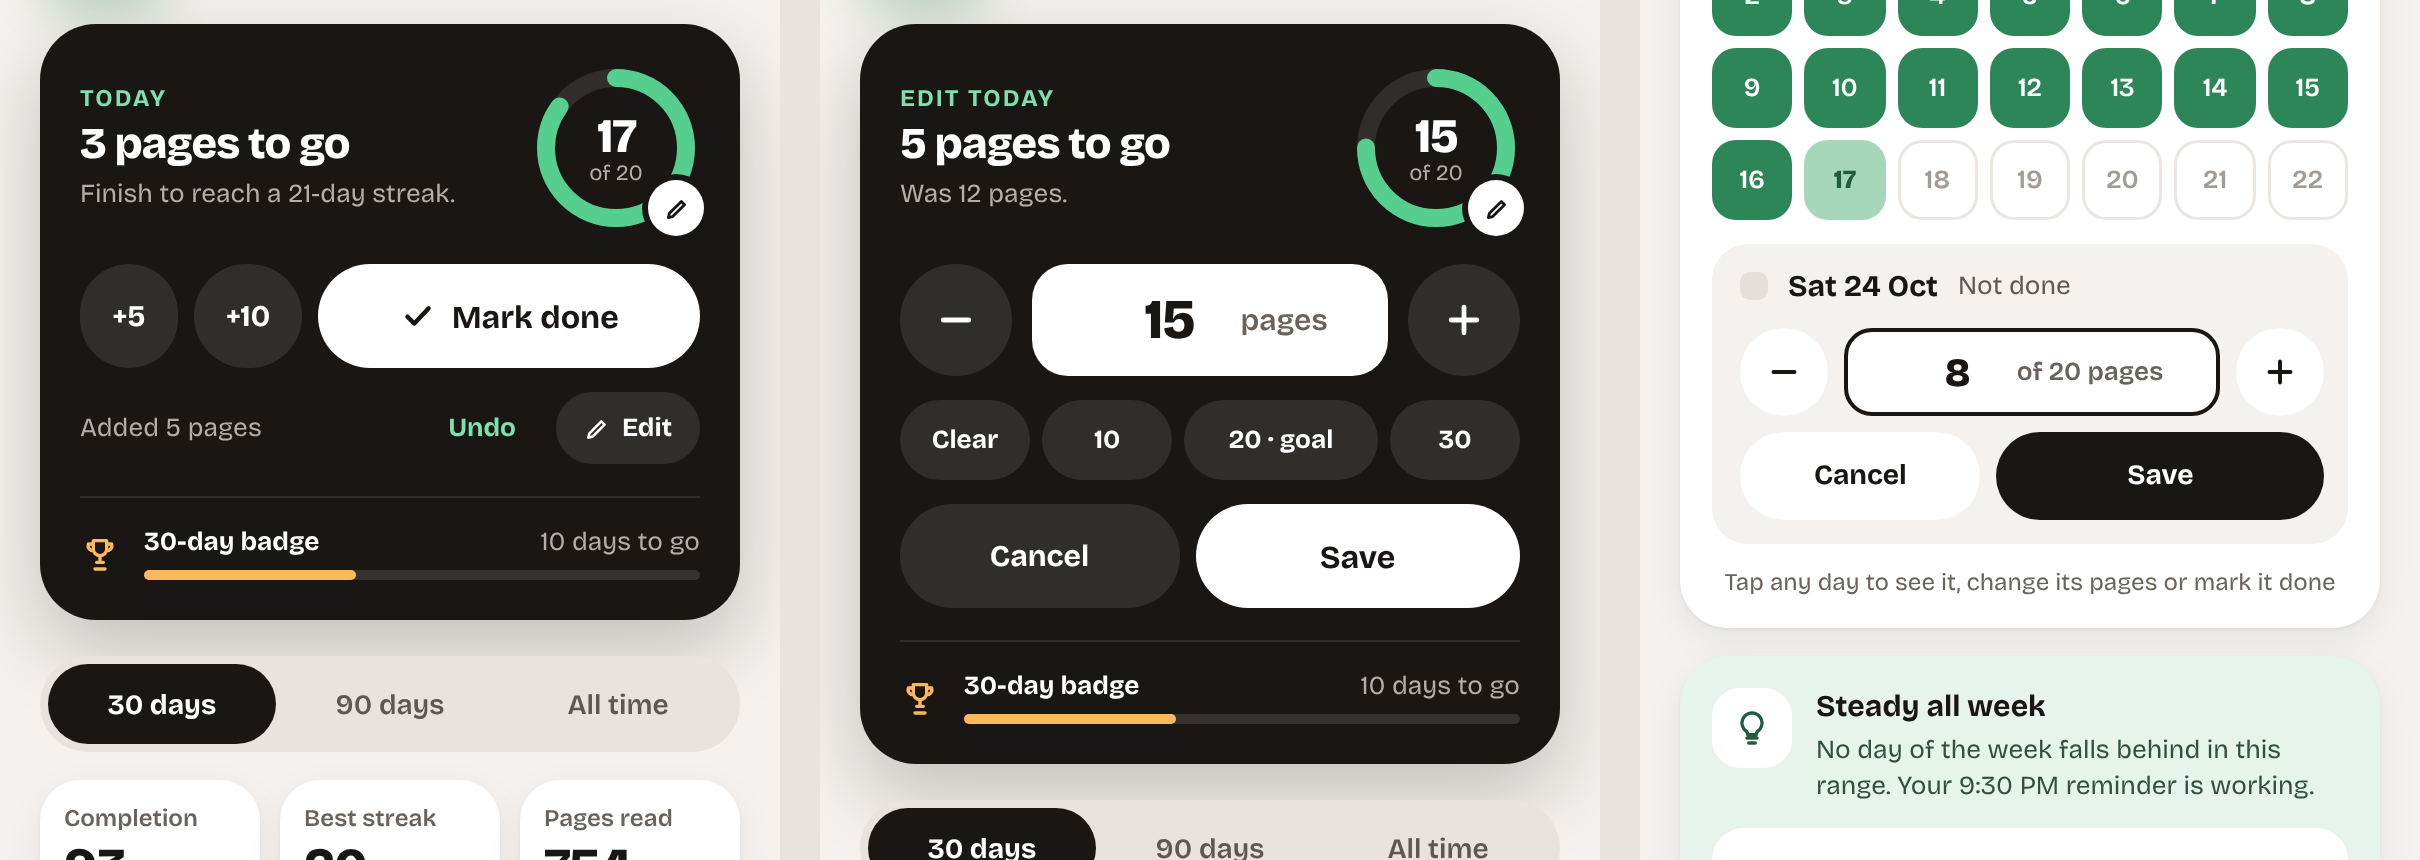 TODAY
3 pages to go
Finish to reach a 21-day streak.
17
of 20
+5
+10
Mark done
Added 5 pages
Undo
Edit
30-day badge
10 days to go
30 days
90 days
All time
Completion
Best streak
Pages read
EDIT TODAY
5 pages to go
Was 12 pages.
15
of 20
15 pages
Clear
10
20 · goal
30
Cancel
Save
30-day badge
10 days to go
30 days
90 days
All time
9 10 11 12 13 14 15
16 17 18 19 20 21 22
Sat 24 Oct Not done
8 of 20 pages
Cancel
Save
Tap any day to see it, change its pages or mark it done
Steady all week
No day of the week falls behind in this
range. Your 9:30 PM reminder is working.